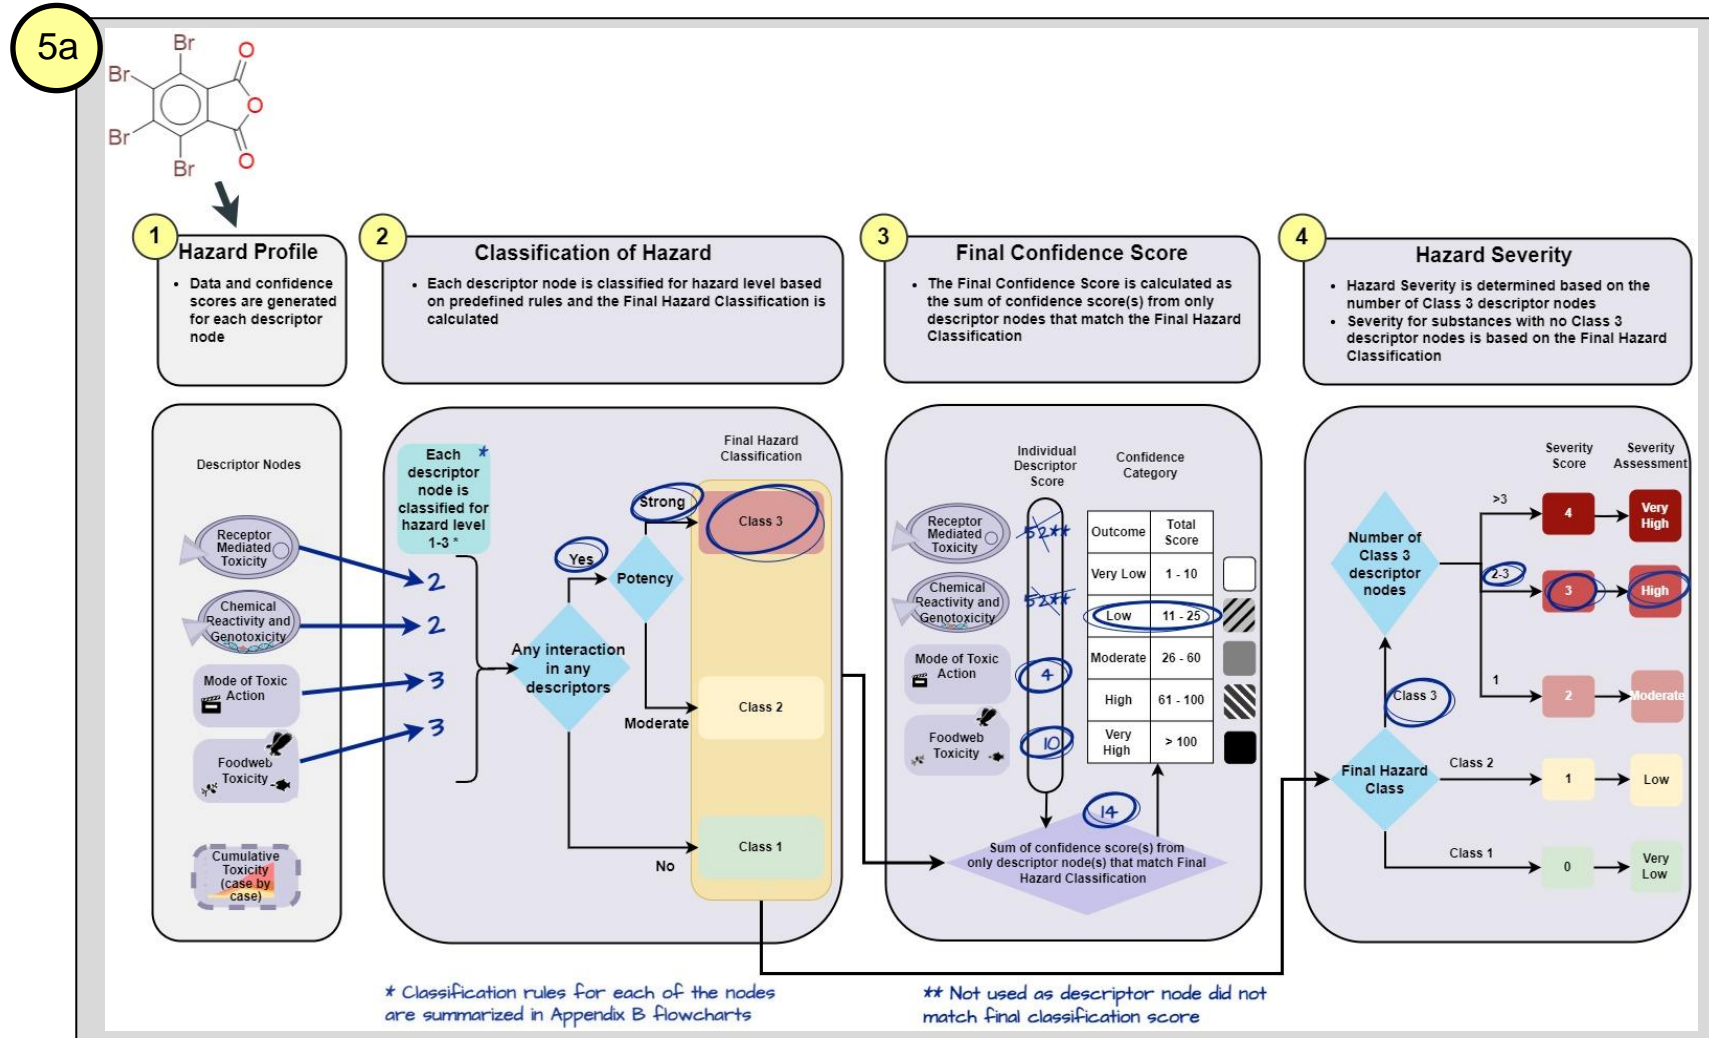 5a
Br
O
Br
O
Br
O
Br
1
Hazard Profile
• Data and confidence
scores are generated
for each descriptor
node
2
Classification of Hazard
• Each descriptor node is classified for hazard level based
on predefined rules and the Final Hazard Classification is
calculated
3
Final Confidence Score
• The Final Confidence Score is calculated as
the sum of confidence score(s) from only
descriptor nodes that match the Final Hazard
Classification
4
Hazard Severity
• Hazard Severity is determined based on the
number of Class 3 descriptor nodes
• Severity for substances with no Class 3
descriptor nodes is based on the Final Hazard
Classification
Descriptor Nodes
Receptor
Mediated
Toxicity
Chemical
Reactivity and
Genotoxicity
Mode of Toxic
Action
Foodweb
Toxicity
Cumulative
Toxicity
(case by
case)
Each *
descriptor
node is
classified for
hazard level
1-3 *
2
2
3
3
Any interaction
in any
descriptors
Yes
Potency
Strong
Moderate
No
Final Hazard
Classification
Class 3
Class 2
Class 1
Individual
Descriptor
Score
Receptor
Mediated
Toxicity
Chemical
Reactivity and
Genotoxicity
Mode of Toxic
Action
Foodweb
Toxicity
52**
52**
4
10
Confidence
Category
Outcome Total Score
Very Low 1 - 10
Low 11 - 25
Moderate 26 - 60
High 61 - 100
Very High > 100
14
Sum of confidence score(s) from
only descriptor node(s) that match Final
Hazard Classification
Severity
Score
Severity
Assessment
Number of
Class 3
descriptor
nodes
>3
4
Very
High
2-3
3
High
1
2
Moderate
Class 3
Final Hazard
Class
Class 2
1
Low
Class 1
0
Very
Low
* Classification rules for each of the nodes
are summarized in Appendix B flowcharts
** Not used as descriptor node did not
match final classification score